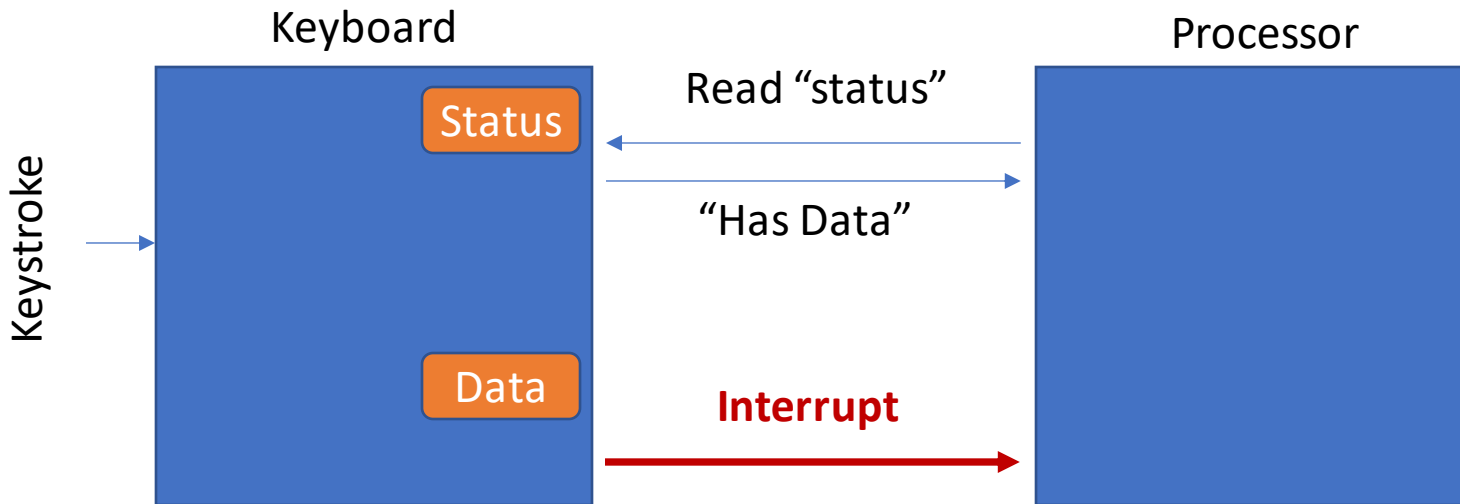 Keyboard
Processor
Keystroke
Status
Read “status”
“Has Data”
Data
Interrupt